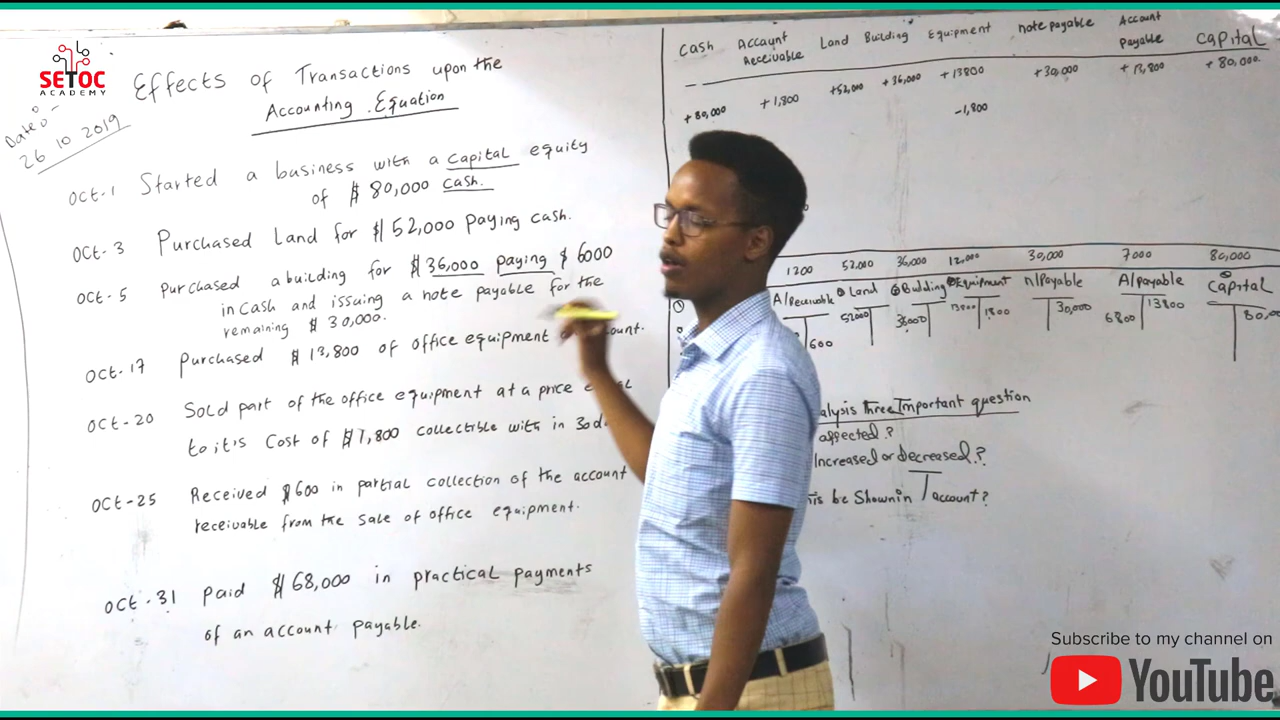 SETOC
ACADEMY
Date
26 10 2019
Effects of Transactions upon the
Accounting Equation
OCT-1 Started a business with a capital equity
of $ 80,000 cash.
OCT-3 Purchased Land for $ 52,000 paying cash.
OCT-5 Purchased a building for $ 36,000 paying $ 6000
in cash and issuing a note payable for the
remaining $ 30,000.
OCT-17 Purchased $ 13,800 of office equipment
OCT-20 Sold part of the office equipment at a price
to it's Cost of $ 1,800 collectible with in 30
OCT-25 Received $ 600 in partial collection of the account
receivable from the sale of office equipment.
OCT-31 Paid $ 68,000 in practical payments
of an account payable.
Cash Account Receivable Land Building Equipment note payable Account Payable Capital
+80,000 +1,800 +52,000 +36,000 +13800 +30,000 +13,800 +80,000.
-1,800
1200 52,000 36,000 12,000 30,000 7000 80,000
A/Receivable Land Building Equipment n/Payable A/payable Capital
600 52000 36000 13800 1800 30,000 6800 13800
three Important question
affected?
Increased or decreased?
be Shown in T account?
Subscribe to my channel on
YouTube